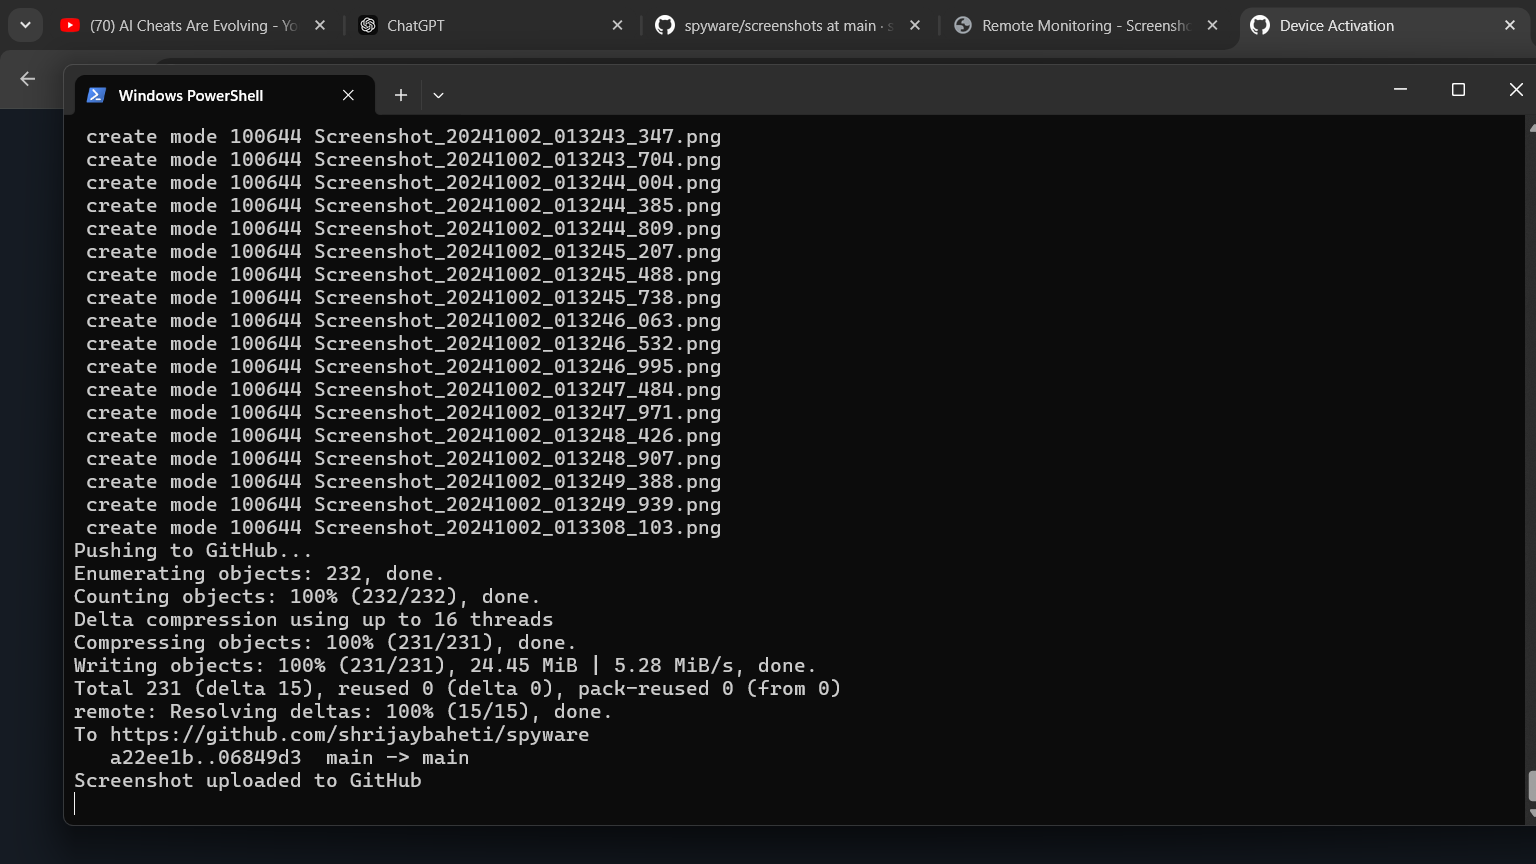 (70) AI Cheats Are Evolving - Yo
ChatGPT
spyware/screenshots at main · s
Remote Monitoring - Screensho
Device Activation
Windows PowerShell
create mode 100644 Screenshot_20241002_013243_347.png
create mode 100644 Screenshot_20241002_013243_704.png
create mode 100644 Screenshot_20241002_013244_004.png
create mode 100644 Screenshot_20241002_013244_385.png
create mode 100644 Screenshot_20241002_013244_809.png
create mode 100644 Screenshot_20241002_013245_207.png
create mode 100644 Screenshot_20241002_013245_488.png
create mode 100644 Screenshot_20241002_013245_738.png
create mode 100644 Screenshot_20241002_013246_063.png
create mode 100644 Screenshot_20241002_013246_532.png
create mode 100644 Screenshot_20241002_013246_995.png
create mode 100644 Screenshot_20241002_013247_484.png
create mode 100644 Screenshot_20241002_013247_971.png
create mode 100644 Screenshot_20241002_013248_426.png
create mode 100644 Screenshot_20241002_013248_907.png
create mode 100644 Screenshot_20241002_013249_388.png
create mode 100644 Screenshot_20241002_013249_939.png
create mode 100644 Screenshot_20241002_013308_103.png
Pushing to GitHub...
Enumerating objects: 232, done.
Counting objects: 100% (232/232), done.
Delta compression using up to 16 threads
Compressing objects: 100% (231/231), done.
Writing objects: 100% (231/231), 24.45 MiB | 5.28 MiB/s, done.
Total 231 (delta 15), reused 0 (delta 0), pack-reused 0 (from 0)
remote: Resolving deltas: 100% (15/15), done.
To https://github.com/shrijaybaheti/spyware
a22ee1b..06849d3  main -> main
Screenshot uploaded to GitHub